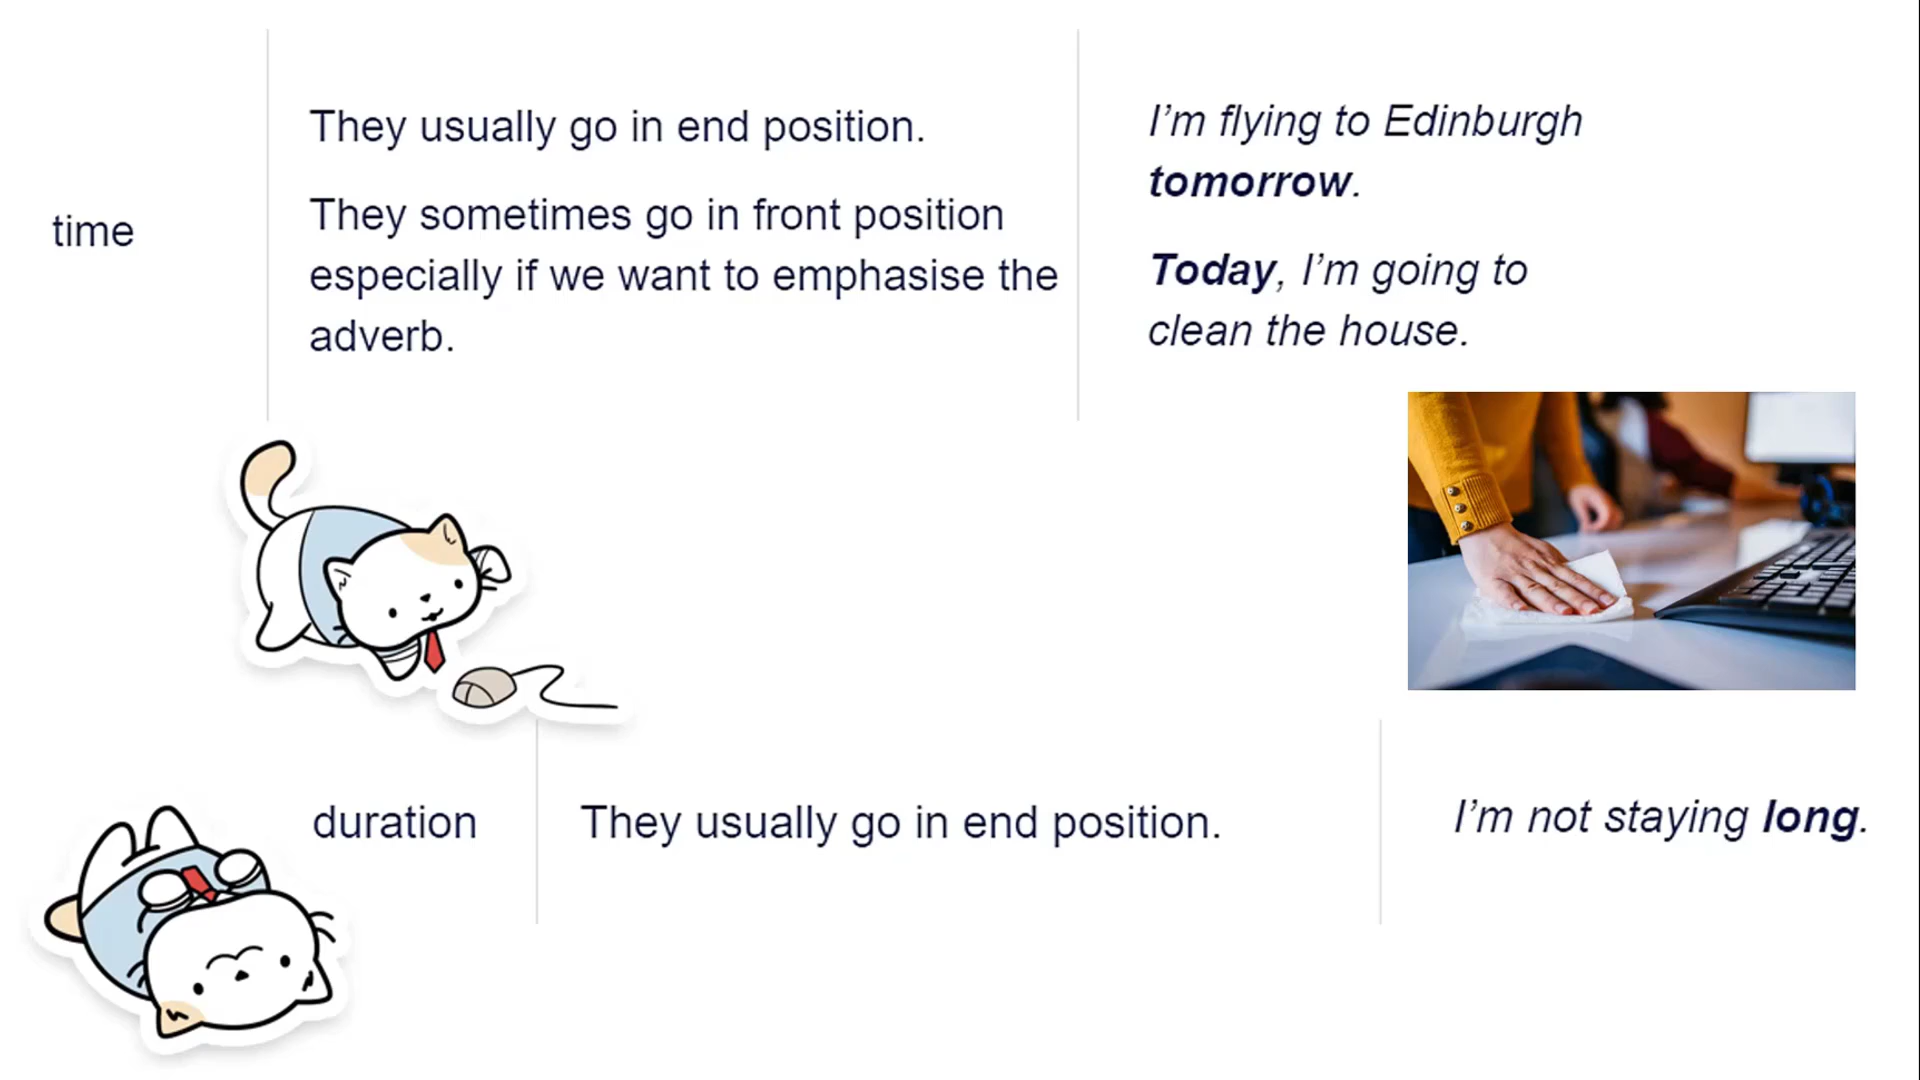 time
They usually go in end position.
They sometimes go in front position
especially if we want to emphasise the
adverb.
I’m flying to Edinburgh
tomorrow.
Today, I’m going to
clean the house.
duration
They usually go in end position.
I’m not staying long.